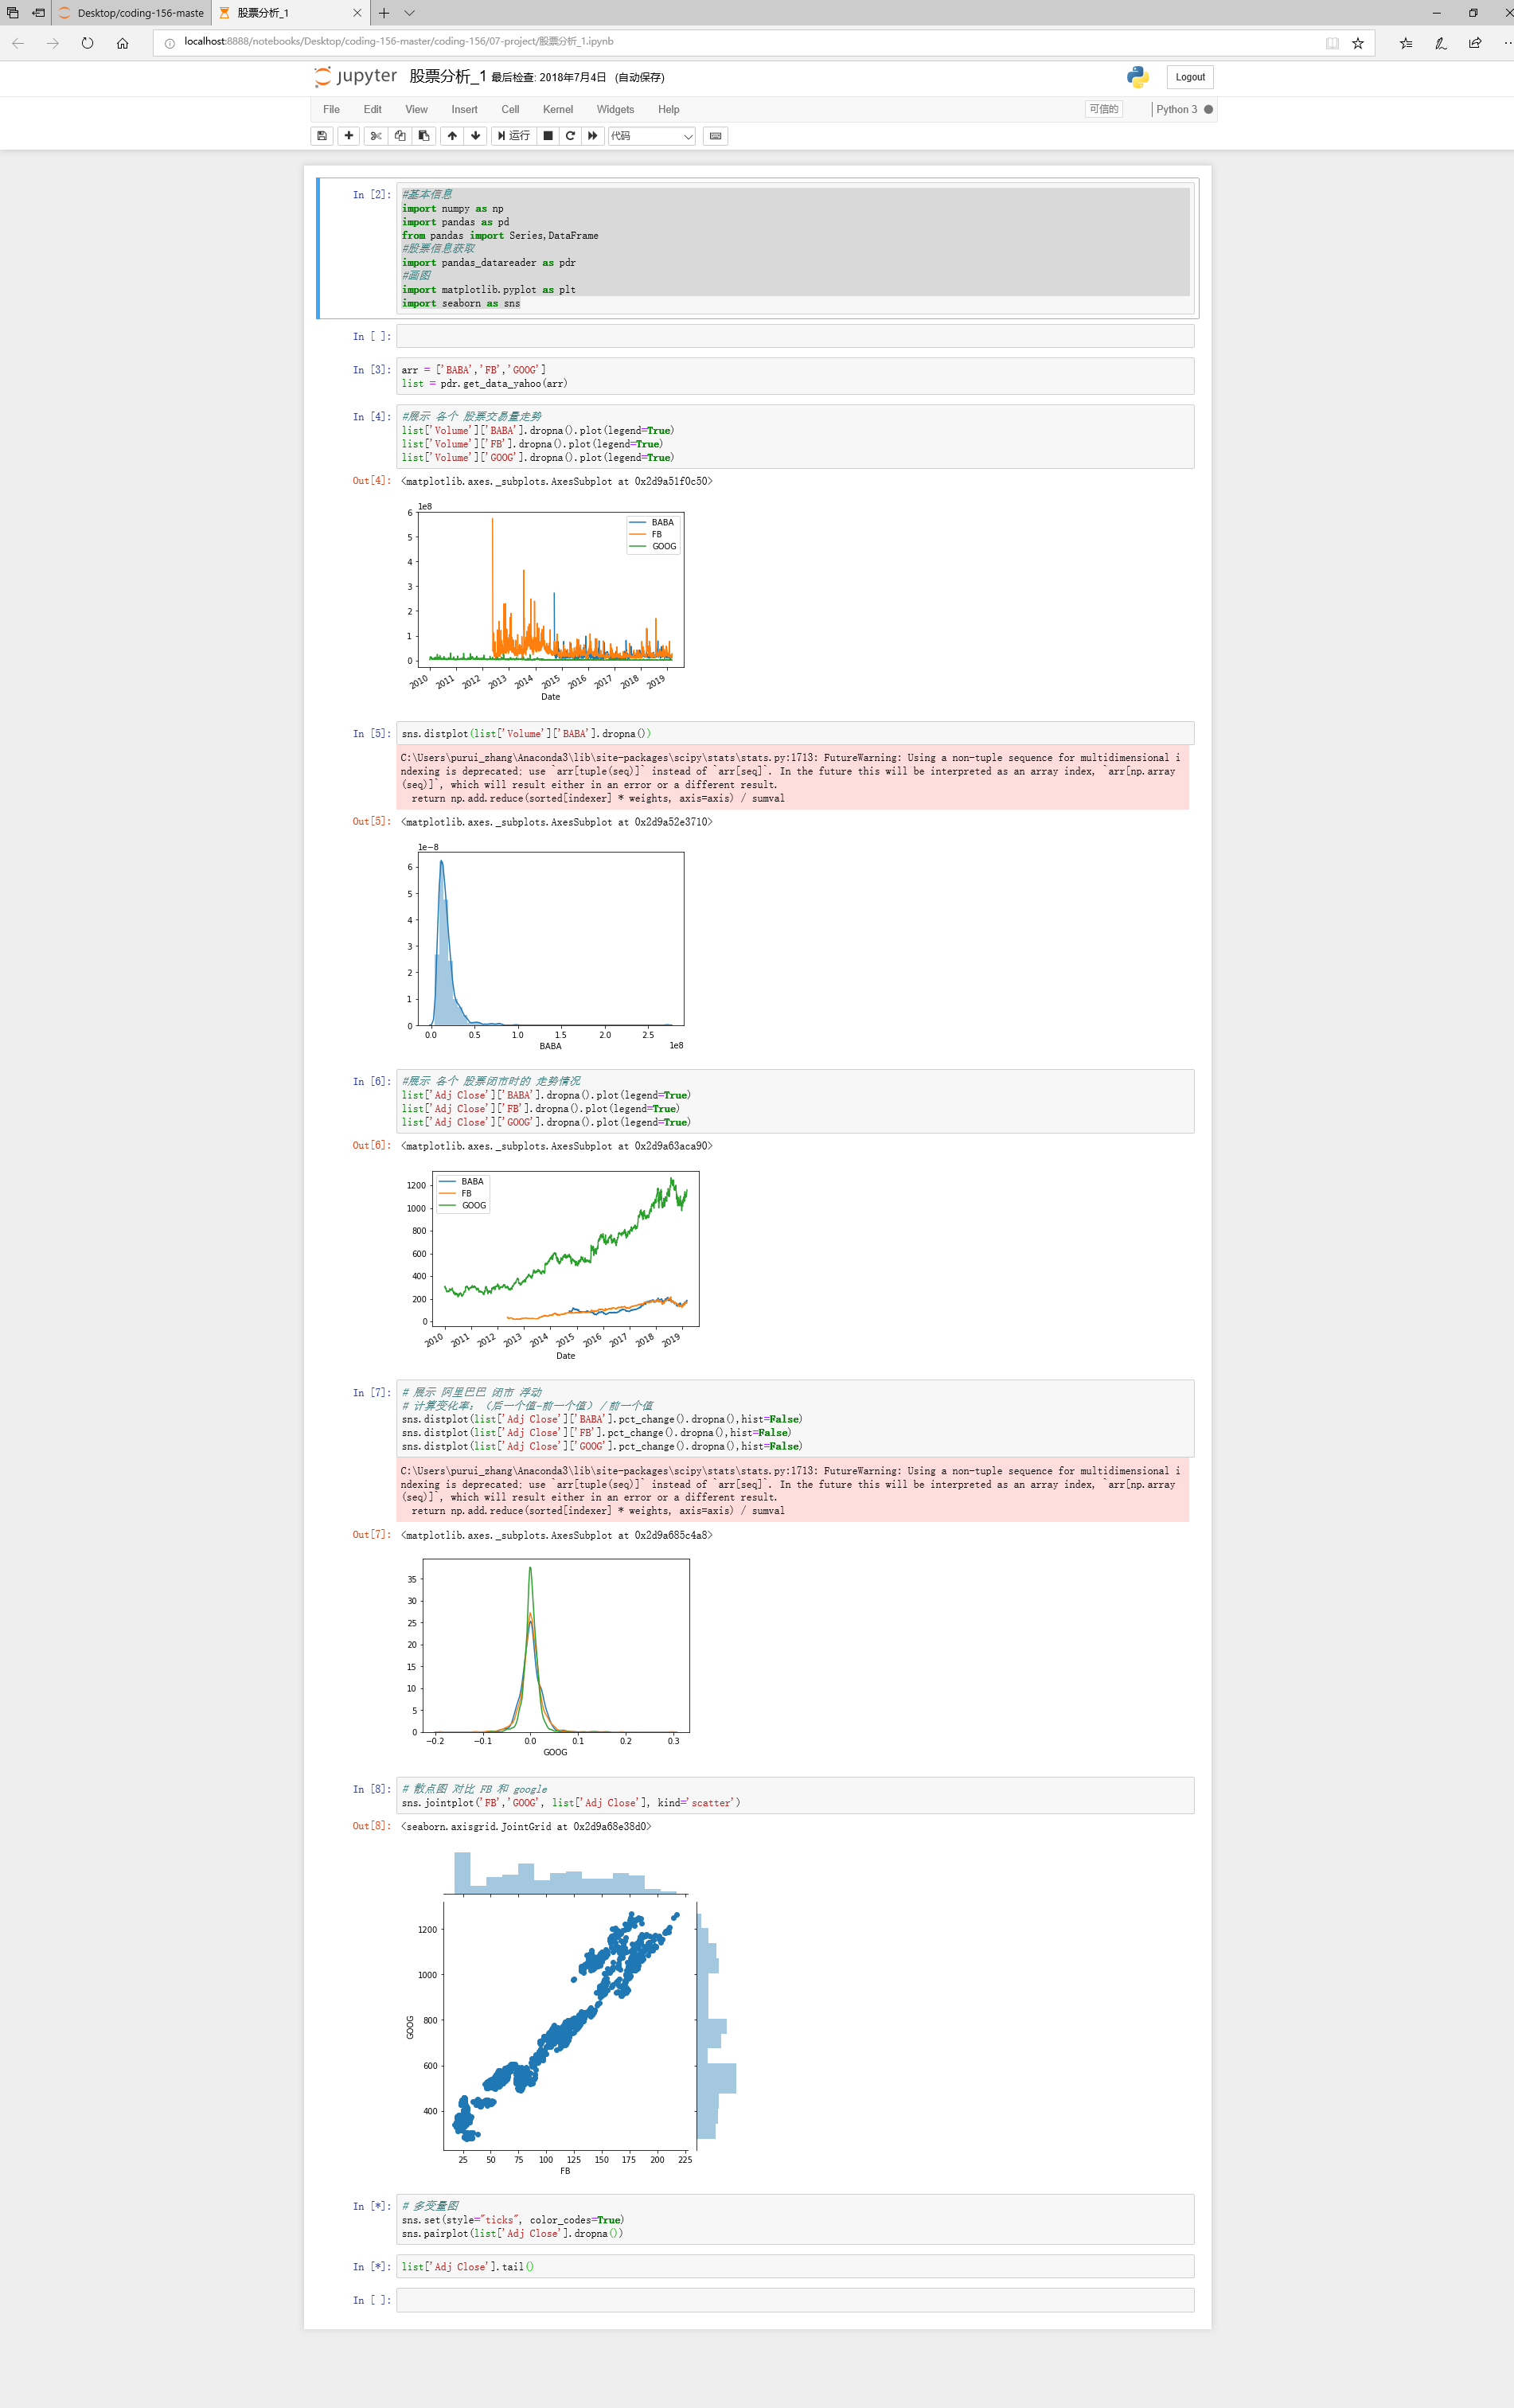 Desktop/coding-156-maste
股票分析_1
localhost:8888/notebooks/Desktop/coding-156-master/coding-156/07-project/股票分析_1.ipynb
jupyter 股票分析_1 最后检查: 2018年7月4日 (自动保存)
Logout
File Edit View Insert Cell Kernel Widgets Help 可信的 Python 3
运行 代码
In [2]: #基本信息
import numpy as np
import pandas as pd
from pandas import Series,DataFrame
#股票信息获取
import pandas_datareader as pdr
#画图
import matplotlib.pyplot as plt
import seaborn as sns
In [ ]:
In [3]: arr = ['BABA','FB','GOOG']
list = pdr.get_data_yahoo(arr)
In [4]: #展示 各个 股票交易量走势
list['Volume']['BABA'].dropna().plot(legend=True)
list['Volume']['FB'].dropna().plot(legend=True)
list['Volume']['GOOG'].dropna().plot(legend=True)
Out[4]: <matplotlib.axes._subplots.AxesSubplot at 0x2d9a51f0c50>
1e8
6
5
4
3
2
1
0
BABA
FB
GOOG
2010 2011 2012 2013 2014 2015 2016 2017 2018 2019
Date
In [5]: sns.distplot(list['Volume']['BABA'].dropna())
C:\Users\purui_zhang\Anaconda3\lib\site-packages\scipy\stats\stats.py:1713: FutureWarning: Using a non-tuple sequence for multidimensional i
ndexing is deprecated; use `arr[tuple(seq)]` instead of `arr[seq]`. In the future this will be interpreted as an array index, `arr[np.array
(seq)]`, which will result either in an error or a different result.
return np.add.reduce(sorted[indexer] * weights, axis=axis) / sumval
Out[5]: <matplotlib.axes._subplots.AxesSubplot at 0x2d9a52e3710>
1e−8
6
5
4
3
2
1
0
0.0 0.5 1.0 1.5 2.0 2.5
BABA 1e8
In [6]: #展示 各个 股票闭市时的 走势情况
list['Adj Close']['BABA'].dropna().plot(legend=True)
list['Adj Close']['FB'].dropna().plot(legend=True)
list['Adj Close']['GOOG'].dropna().plot(legend=True)
Out[6]: <matplotlib.axes._subplots.AxesSubplot at 0x2d9a63aca90>
BABA
FB
GOOG
1200
1000
800
600
400
200
0
2010 2011 2012 2013 2014 2015 2016 2017 2018 2019
Date
In [7]: # 展示 阿里巴巴 闭市 浮动
# 计算变化率：（后一个值-前一个值）/前一个值
sns.distplot(list['Adj Close']['BABA'].pct_change().dropna(),hist=False)
sns.distplot(list['Adj Close']['FB'].pct_change().dropna(),hist=False)
sns.distplot(list['Adj Close']['GOOG'].pct_change().dropna(),hist=False)
C:\Users\purui_zhang\Anaconda3\lib\site-packages\scipy\stats\stats.py:1713: FutureWarning: Using a non-tuple sequence for multidimensional i
ndexing is deprecated; use `arr[tuple(seq)]` instead of `arr[seq]`. In the future this will be interpreted as an array index, `arr[np.array
(seq)]`, which will result either in an error or a different result.
return np.add.reduce(sorted[indexer] * weights, axis=axis) / sumval
Out[7]: <matplotlib.axes._subplots.AxesSubplot at 0x2d9a685c4a8>
35
30
25
20
15
10
5
0
−0.2 −0.1 0.0 0.1 0.2 0.3
GOOG
In [8]: # 散点图 对比 FB 和 google
sns.jointplot('FB','GOOG', list['Adj Close'], kind='scatter')
Out[8]: <seaborn.axisgrid.JointGrid at 0x2d9a68e38d0>
1200
1000
800
600
400
GOOG
25 50 75 100 125 150 175 200 225
FB
In [*]: # 多变量图
sns.set(style="ticks", color_codes=True)
sns.pairplot(list['Adj Close'].dropna())
In [*]: list['Adj Close'].tail()
In [ ]: